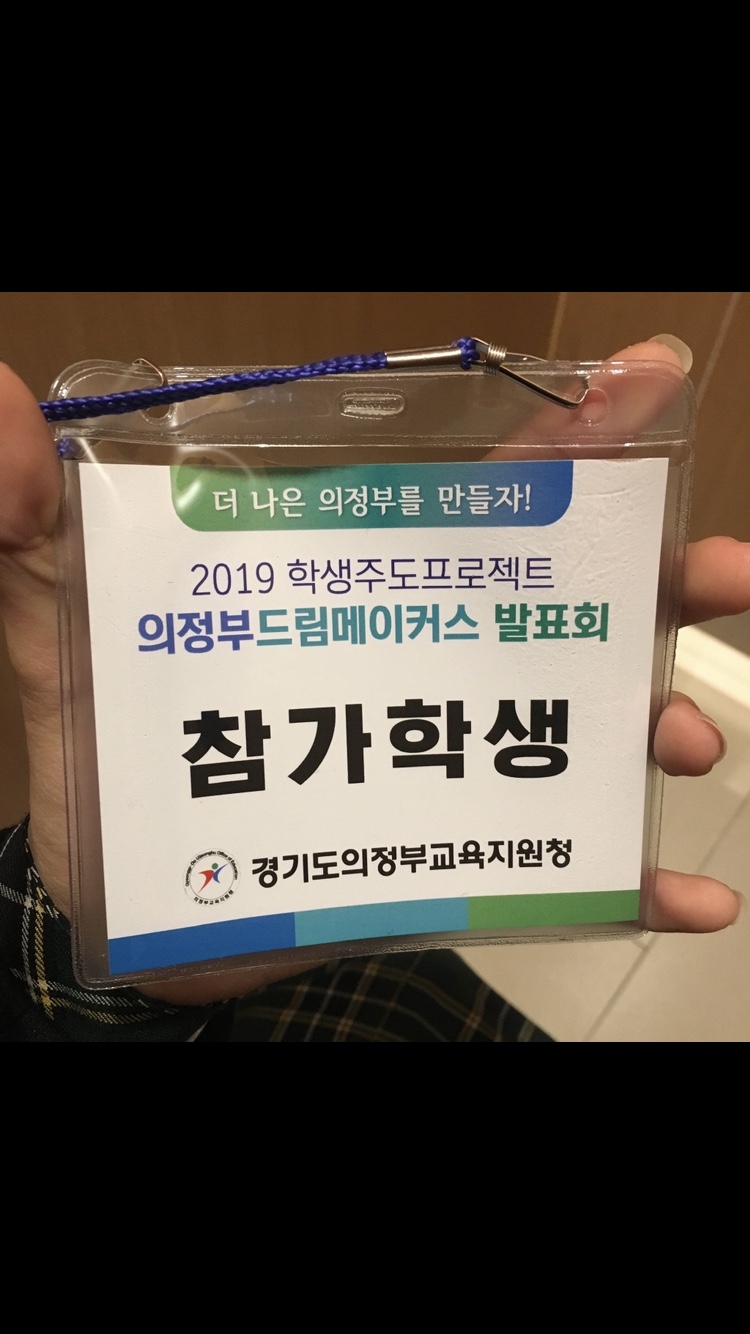 더 나은 의정부를 만들자!
2019 학생주도프로젝트
의정부드림메이커스 발표회
참가학생
경기도의정부교육지원청